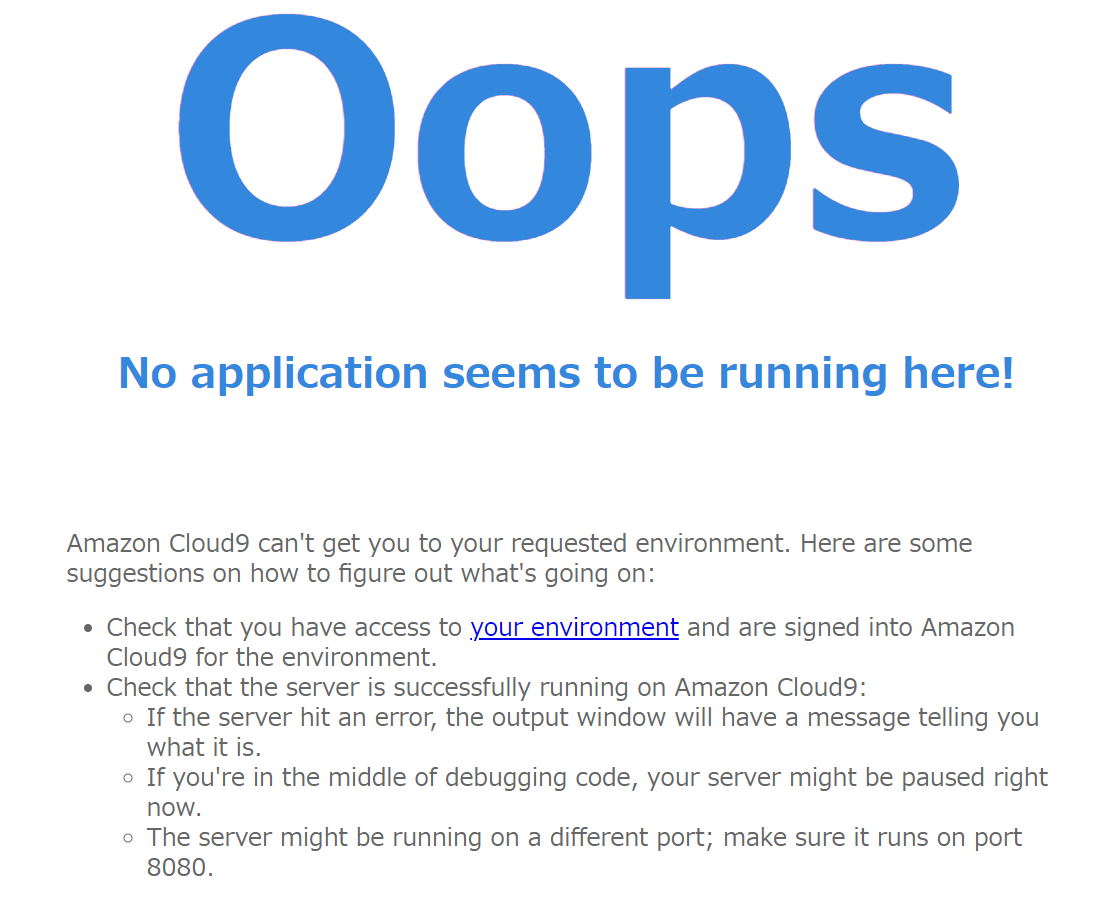 Oops
No application seems to be running here!
Amazon Cloud9 can't get you to your requested environment. Here are some
suggestions on how to figure out what's going on:
• Check that you have access to your environment and are signed into Amazon
Cloud9 for the environment.
• Check that the server is successfully running on Amazon Cloud9:
◦ If the server hit an error, the output window will have a message telling you
what it is.
◦ If you're in the middle of debugging code, your server might be paused right
now.
◦ The server might be running on a different port; make sure it runs on port
8080.